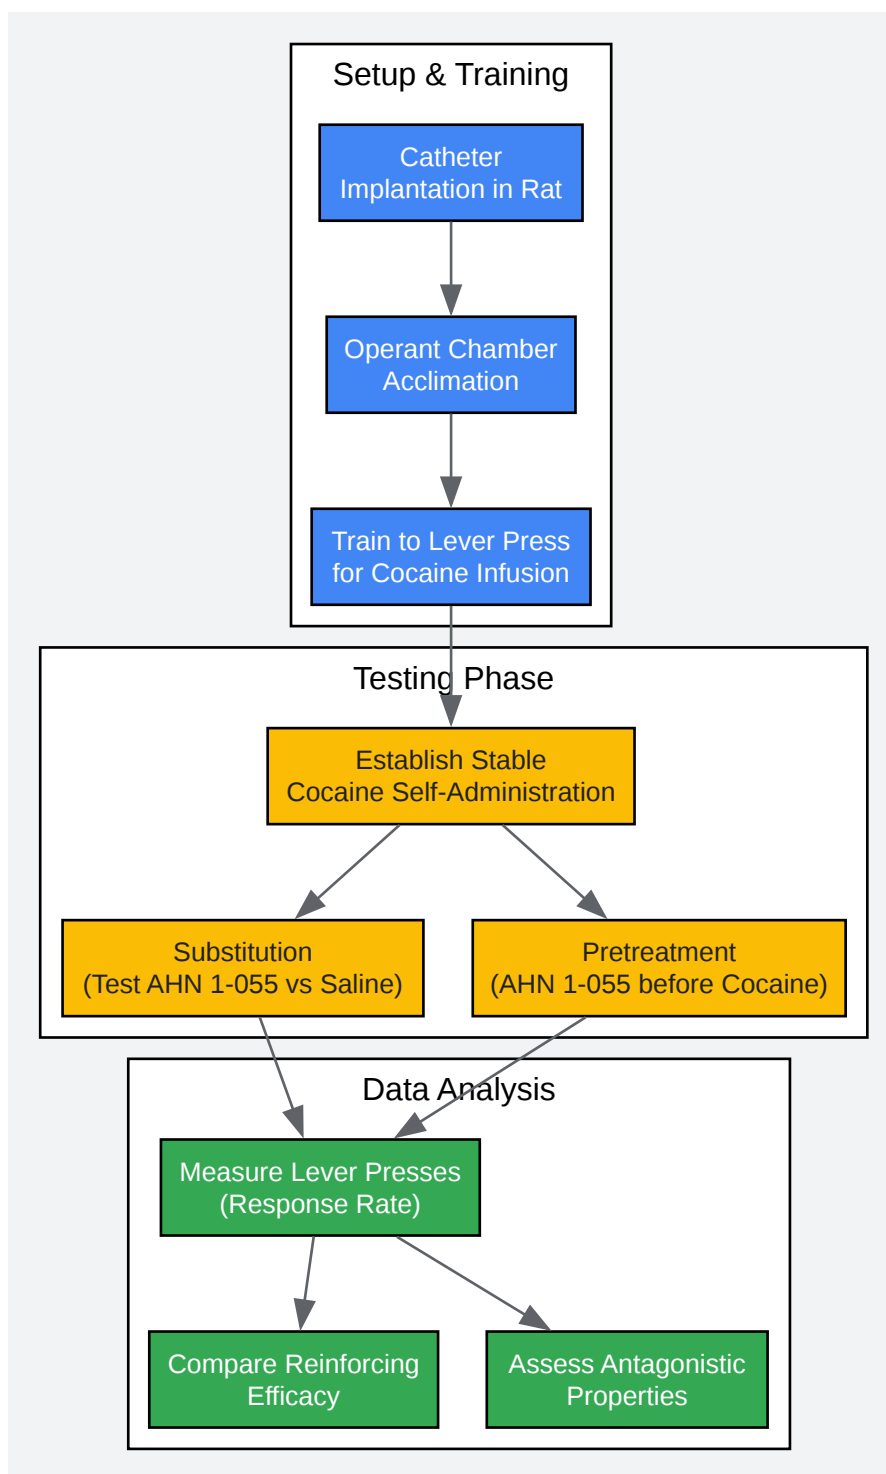 Setup & Training
Catheter
Implantation in Rat
Operant Chamber
Acclimation
Train to Lever Press
for Cocaine Infusion
Testing Phase
Establish Stable
Cocaine Self-Administration
Substitution
(Test AHN 1-055 vs Saline)
Pretreatment
(AHN 1-055 before Cocaine)
Data Analysis
Measure Lever Presses
(Response Rate)
Compare Reinforcing
Efficacy
Assess Antagonistic
Properties